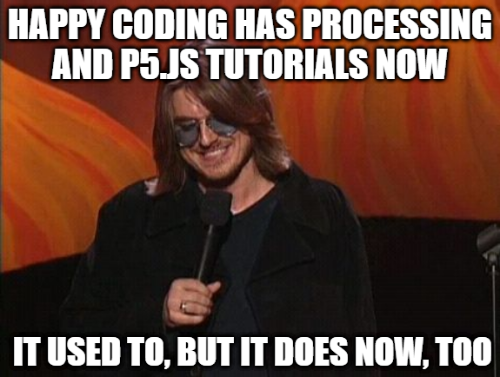 HAPPY CODING HAS PROCESSING
AND P5.JS TUTORIALS NOW
IT USED TO, BUT IT DOES NOW, TOO